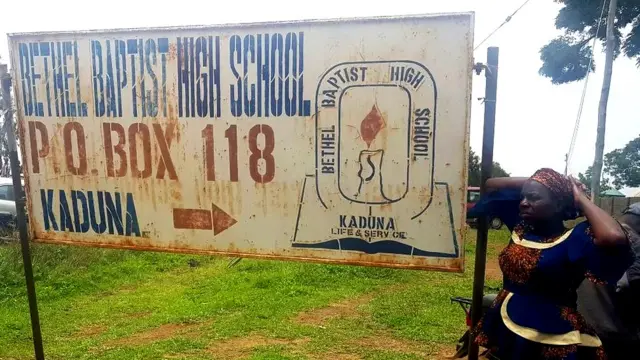 BETHEL BAPTIST HIGH SCHOOL
P.O. BOX 118
KADUNA
BETHEL BAPTIST HIGH SCHOOL
KADUNA
LIFE & SERVICE